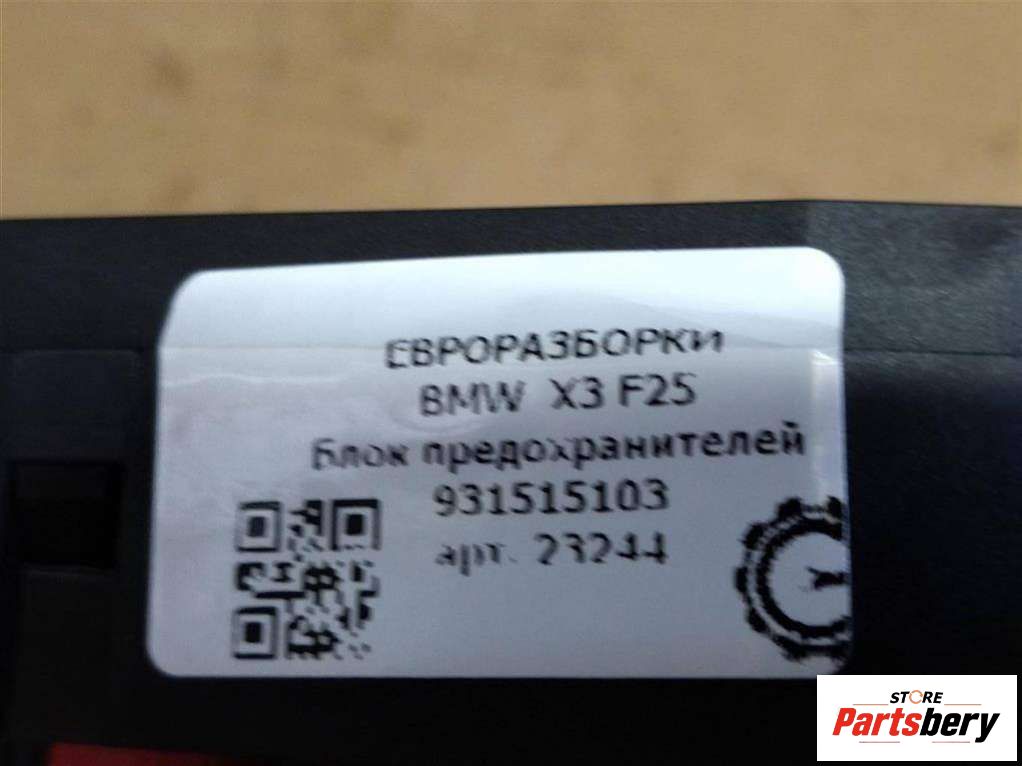 ЕВРОРАЗБОРКИ
BMW X3 F25
Блок предохранителей
931515103
арт. 23244
STORE
Partsbery